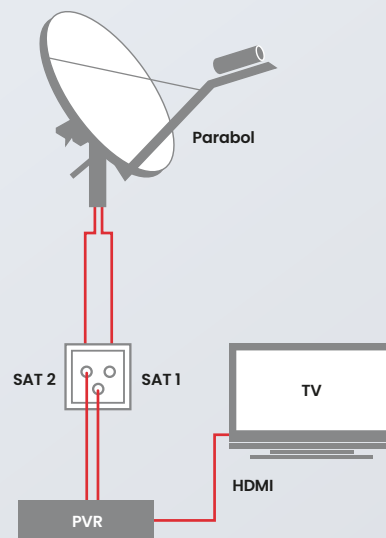 Parabol
SAT 2
SAT 1
TV
HDMI
PVR